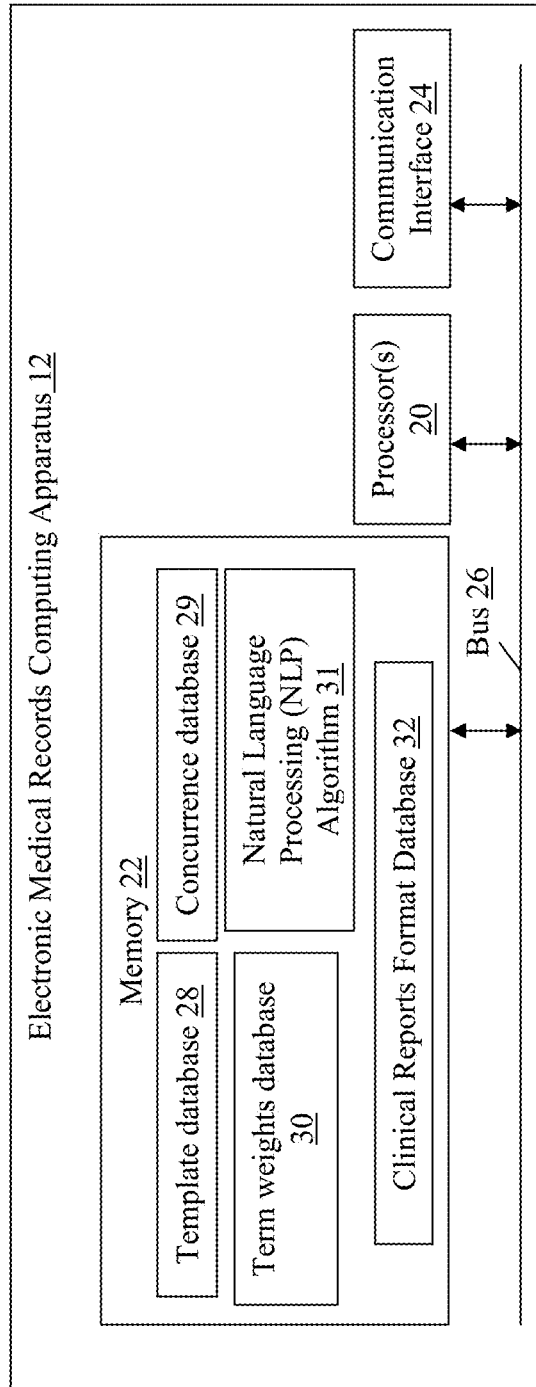 Electronic Medical Records Computing Apparatus 12
Memory 22
Template database 28
Concurrence database 29
Term weights database
30
Natural Language
Processing (NLP)
Algorithm 31
Clinical Reports Format Database 32
Processor(s)
20
Communication
Interface 24
Bus 26